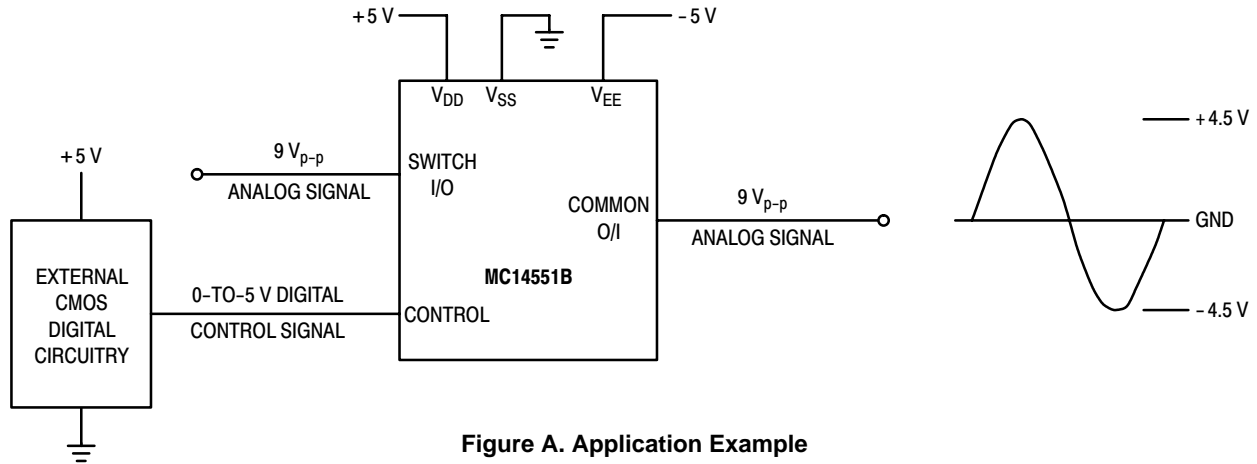 +5 V
−5 V
V_DD V_SS V_EE
+5 V
9 V_p−p
ANALOG SIGNAL
SWITCH
I/O
COMMON
O/I
9 V_p−p
ANALOG SIGNAL
MC14551B
EXTERNAL
CMOS
DIGITAL
CIRCUITRY
0−TO−5 V DIGITAL
CONTROL SIGNAL
CONTROL
+4.5 V
GND
−4.5 V
Figure A. Application Example